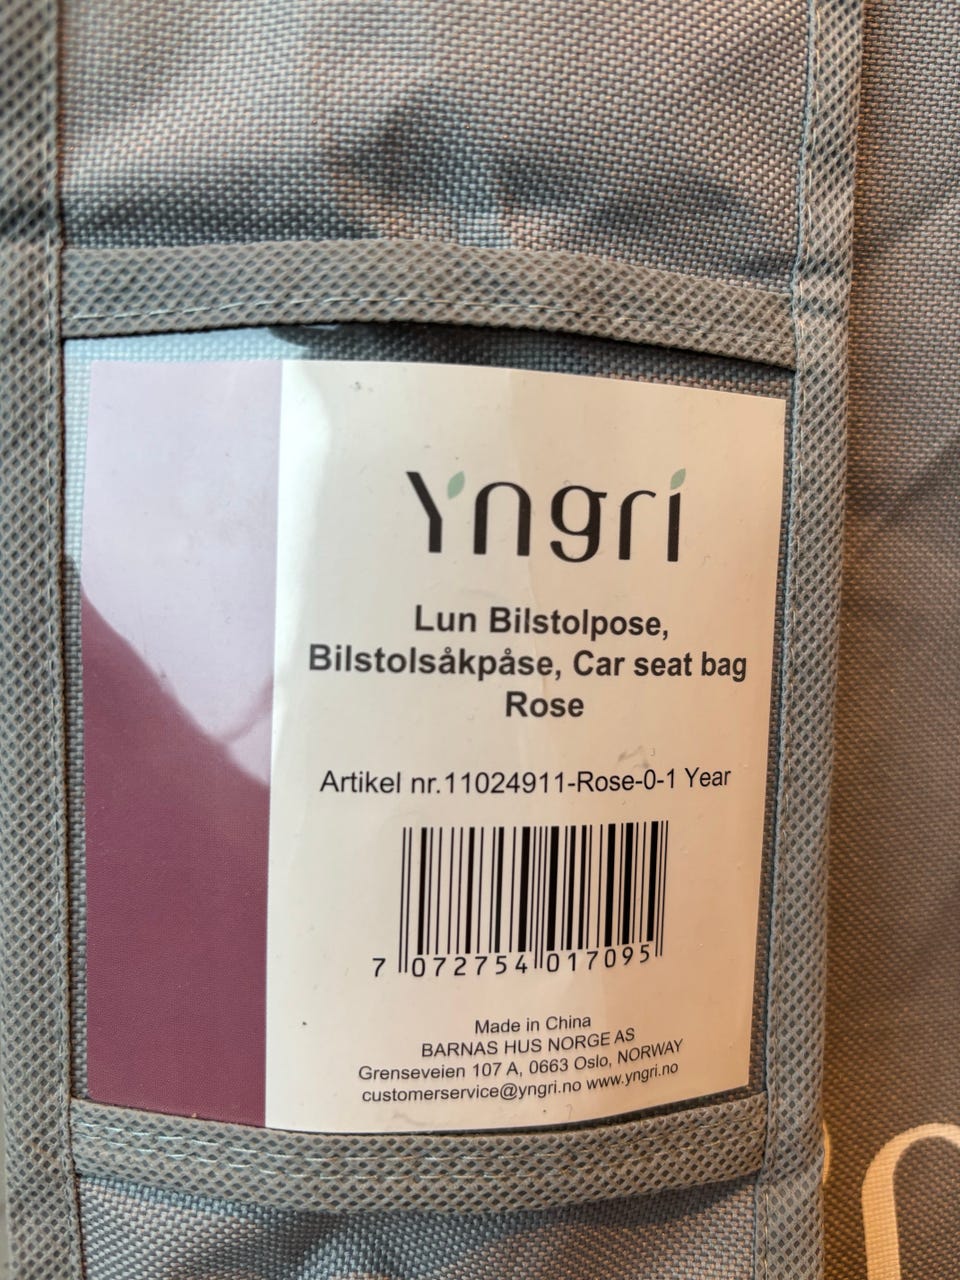 Yngri
Lun Bilstolpose,
Bilstolsåkpåse, Car seat bag
Rose
Artikel nr.11024911-Rose-0-1 Year
7 072754 017095
Made in China
BARNAS HUS NORGE AS
Grenseveien 107 A, 0663 Oslo, NORWAY
customerservice@yngri.no www.yngri.no